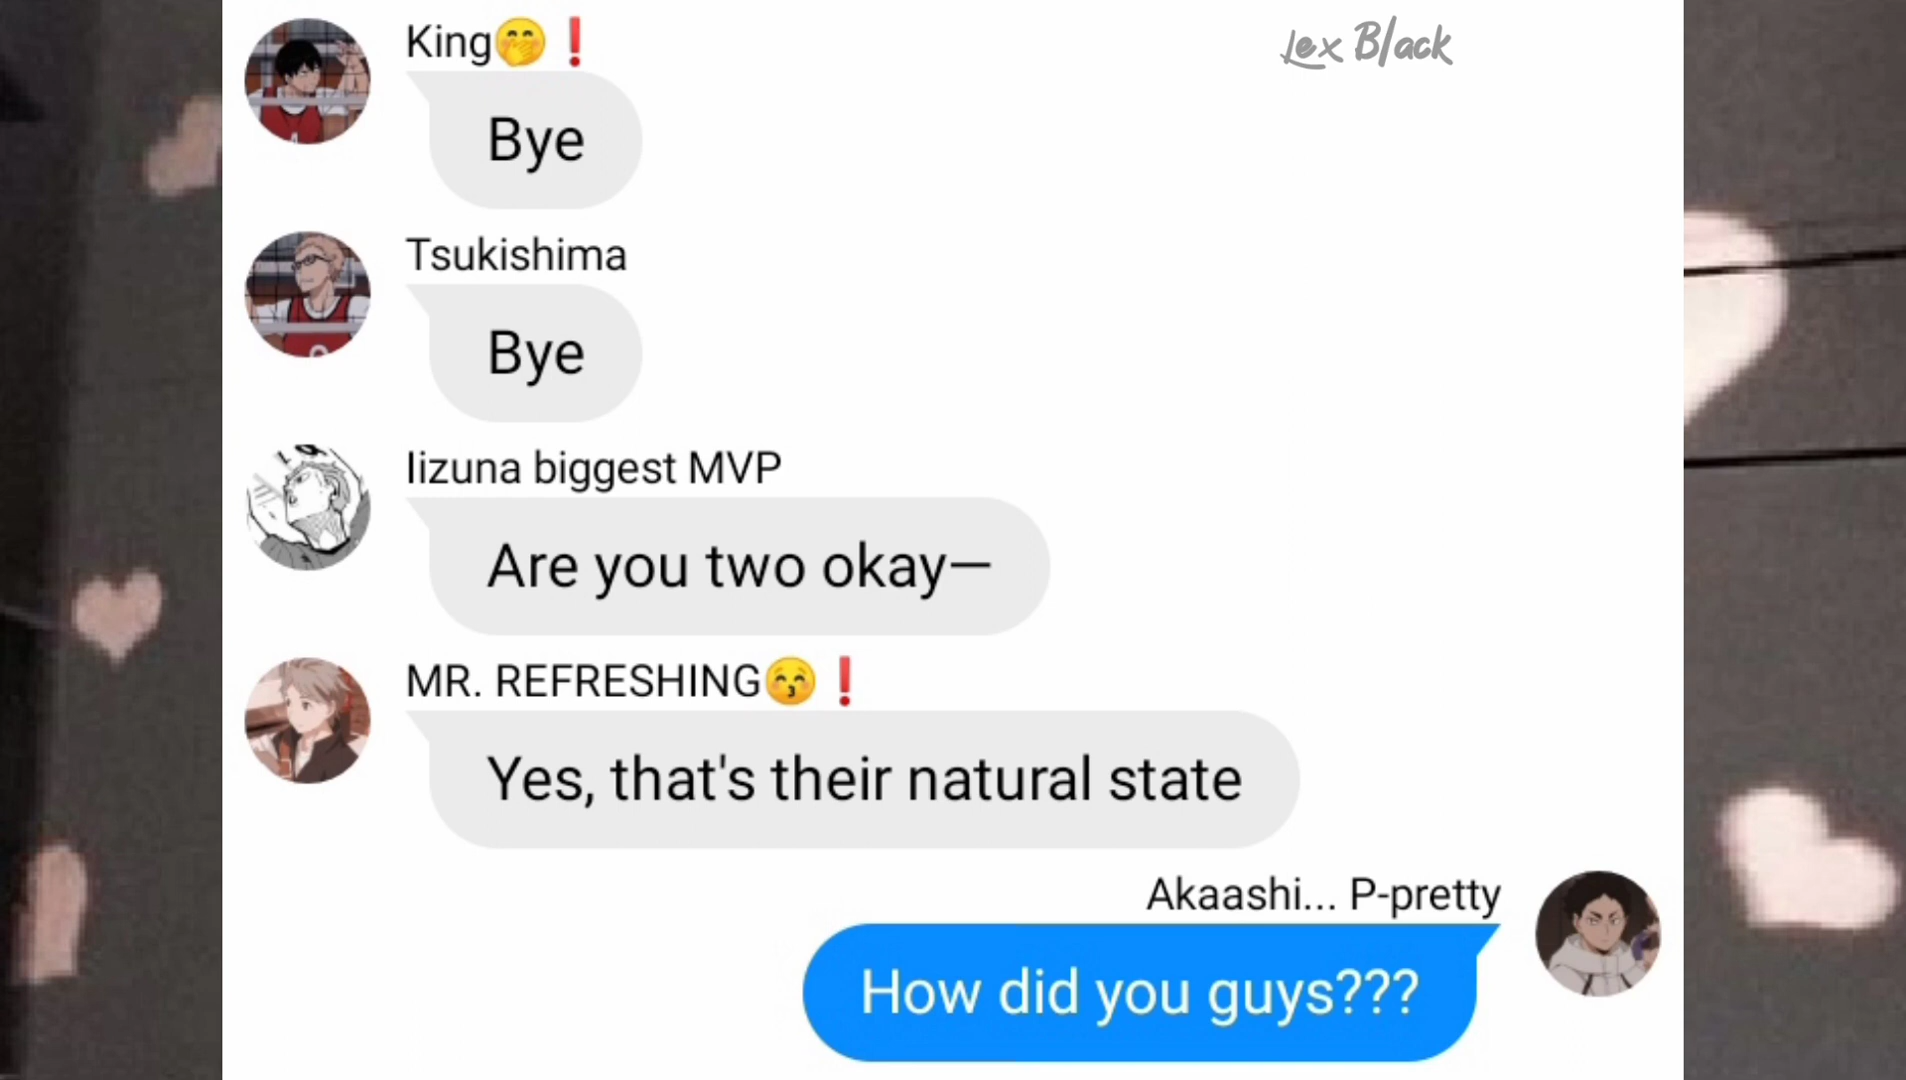 King🤭❗
Lex Black
Bye
Tsukishima
Bye
Iizuna biggest MVP
Are you two okay—
MR. REFRESHING😚❗
Yes, that's their natural state
Akaashi... P-pretty
How did you guys???